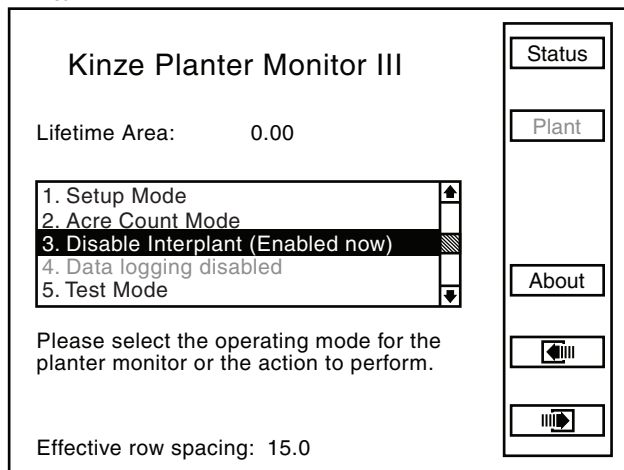 Kinze Planter Monitor III
Status
Lifetime Area: 0.00
Plant
1. Setup Mode
2. Acre Count Mode
3. Disable Interplant (Enabled now)
4. Data logging disabled
5. Test Mode
About
Please select the operating mode for the
planter monitor or the action to perform.
Effective row spacing: 15.0